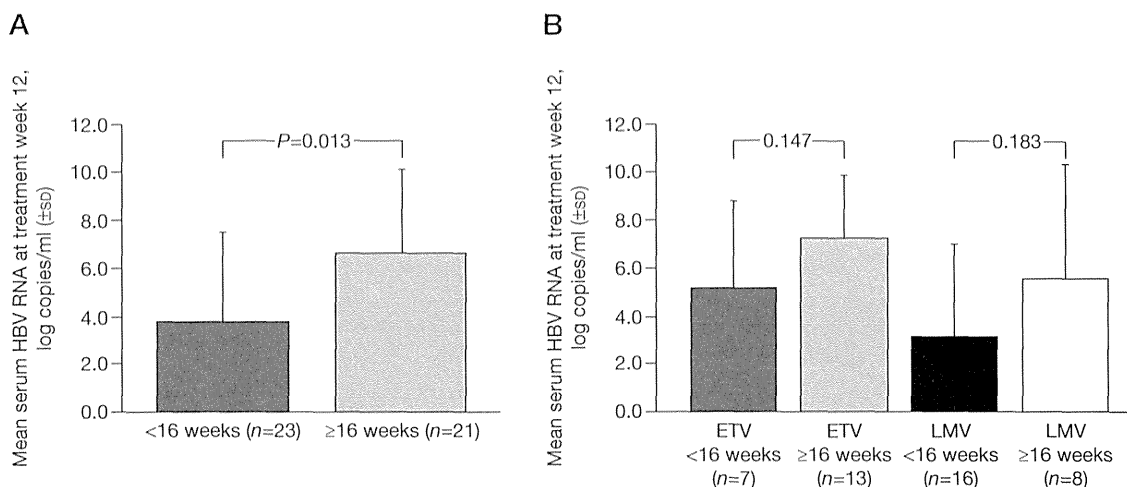 A
Mean serum HBV RNA at treatment week 12,
log copies/ml (±SD)
12.0
10.0
8.0
6.0
4.0
2.0
0.0
P=0.013
<16 weeks (n=23)
≥16 weeks (n=21)
B
Mean serum HBV RNA at treatment week 12,
log copies/ml (±SD)
12.0
10.0
8.0
6.0
4.0
2.0
0.0
0.147
0.183
ETV
<16 weeks
(n=7)
ETV
≥16 weeks
(n=13)
LMV
<16 weeks
(n=16)
LMV
≥16 weeks
(n=8)